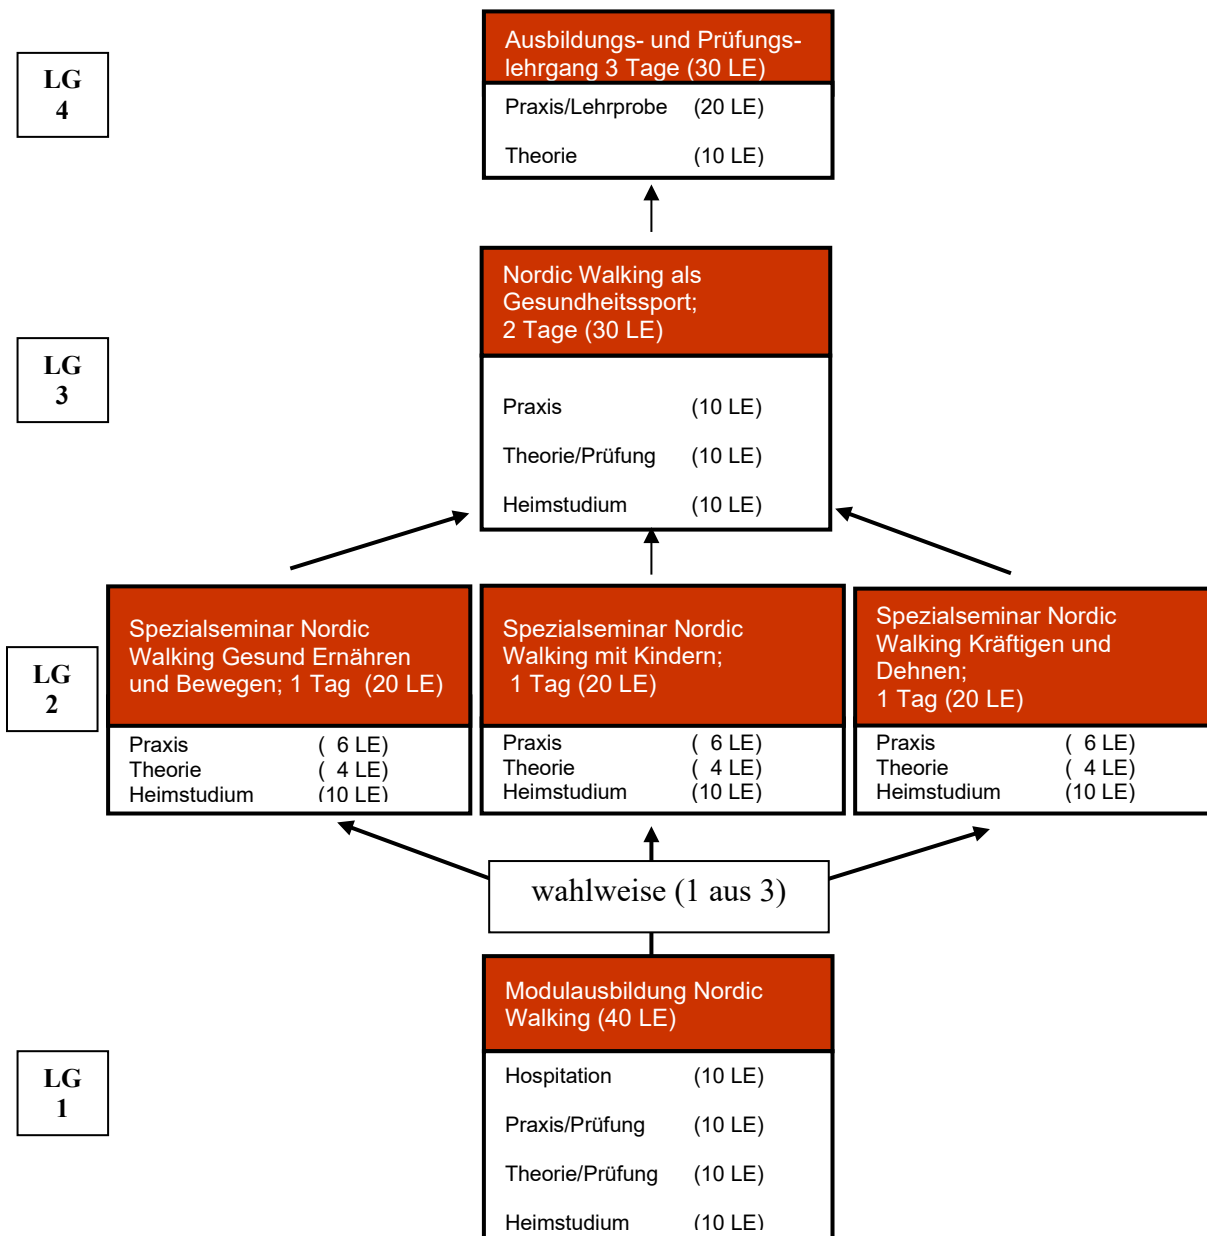 LG
4
Ausbildungs- und Prüfungs-
lehrgang 3 Tage (30 LE)
Praxis/Lehrprobe (20 LE)
Theorie (10 LE)
LG
3
Nordic Walking als
Gesundheitssport;
2 Tage (30 LE)
Praxis (10 LE)
Theorie/Prüfung (10 LE)
Heimstudium (10 LE)
LG
2
Spezialseminar Nordic
Walking Gesund Ernähren
und Bewegen; 1 Tag (20 LE)
Praxis ( 6 LE)
Theorie ( 4 LE)
Heimstudium (10 LE)
Spezialseminar Nordic
Walking mit Kindern;
1 Tag (20 LE)
Praxis ( 6 LE)
Theorie ( 4 LE)
Heimstudium (10 LE)
Spezialseminar Nordic
Walking Kräftigen und
Dehnen;
1 Tag (20 LE)
Praxis ( 6 LE)
Theorie ( 4 LE)
Heimstudium (10 LE)
wahlweise (1 aus 3)
LG
1
Modulausbildung Nordic
Walking (40 LE)
Hospitation (10 LE)
Praxis/Prüfung (10 LE)
Theorie/Prüfung (10 LE)
Heimstudium (10 LE)